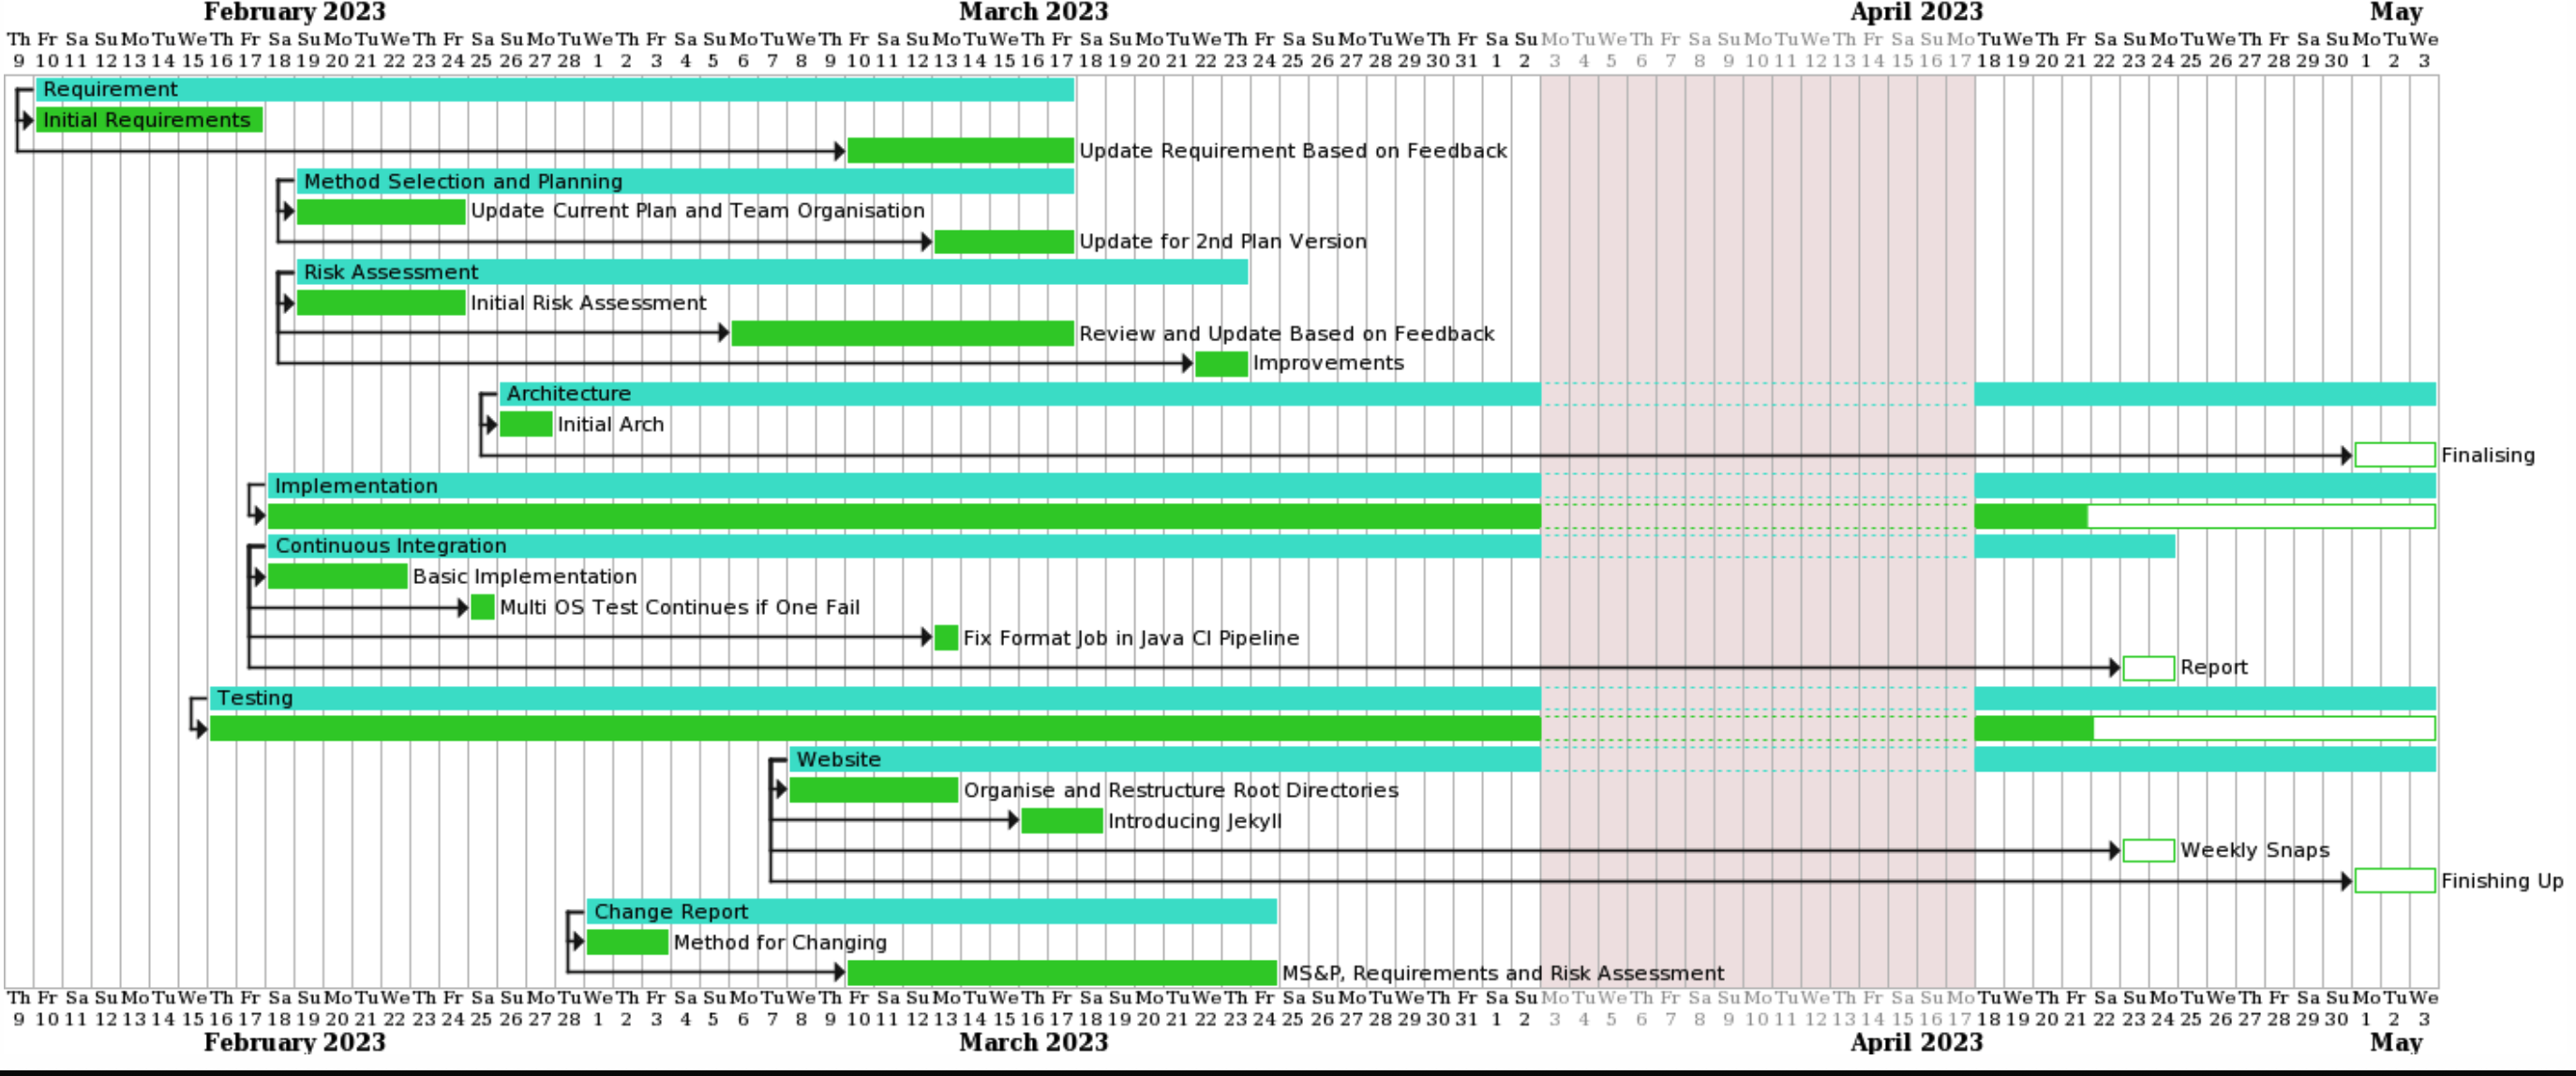 February 2023 March 2023 April 2023 May
Th Fr Sa Su Mo Tu We Th Fr Sa Su Mo Tu We Th Fr Sa Su Mo Tu We Th Fr Sa Su Mo Tu We Th Fr Sa Su Mo Tu We Th Fr Sa Su Mo Tu We Th Fr Sa Su Mo Tu We Th Fr Sa Su Mo Tu We Th Fr Sa Su Mo Tu We Th Fr Sa Su Mo Tu We Th Fr Sa Su Mo Tu We Th Fr Sa Su Mo Tu We
9 10 11 12 13 14 15 16 17 18 19 20 21 22 23 24 25 26 27 28 1 2 3 4 5 6 7 8 9 10 11 12 13 14 15 16 17 18 19 20 21 22 23 24 25 26 27 28 29 30 31 1 2 3 4 5 6 7 8 9 10 11 12 13 14 15 16 17 18 19 20 21 22 23 24 25 26 27 28 29 30 1 2 3
Requirement
Initial Requirements
Update Requirement Based on Feedback
Method Selection and Planning
Update Current Plan and Team Organisation
Update for 2nd Plan Version
Risk Assessment
Initial Risk Assessment
Review and Update Based on Feedback
Improvements
Architecture
Initial Arch
Finalising
Implementation
Continuous Integration
Basic Implementation
Multi OS Test Continues if One Fail
Fix Format Job in Java CI Pipeline
Report
Testing
Website
Organise and Restructure Root Directories
Introducing Jekyll
Weekly Snaps
Finishing Up
Change Report
Method for Changing
MS&P, Requirements and Risk Assessment
Th Fr Sa Su Mo Tu We Th Fr Sa Su Mo Tu We Th Fr Sa Su Mo Tu We Th Fr Sa Su Mo Tu We Th Fr Sa Su Mo Tu We Th Fr Sa Su Mo Tu We Th Fr Sa Su Mo Tu We Th Fr Sa Su Mo Tu We Th Fr Sa Su Mo Tu We Th Fr Sa Su Mo Tu We Th Fr Sa Su Mo Tu We Th Fr Sa Su Mo Tu We
9 10 11 12 13 14 15 16 17 18 19 20 21 22 23 24 25 26 27 28 1 2 3 4 5 6 7 8 9 10 11 12 13 14 15 16 17 18 19 20 21 22 23 24 25 26 27 28 29 30 31 1 2 3 4 5 6 7 8 9 10 11 12 13 14 15 16 17 18 19 20 21 22 23 24 25 26 27 28 29 30 1 2 3
February 2023 March 2023 April 2023 May